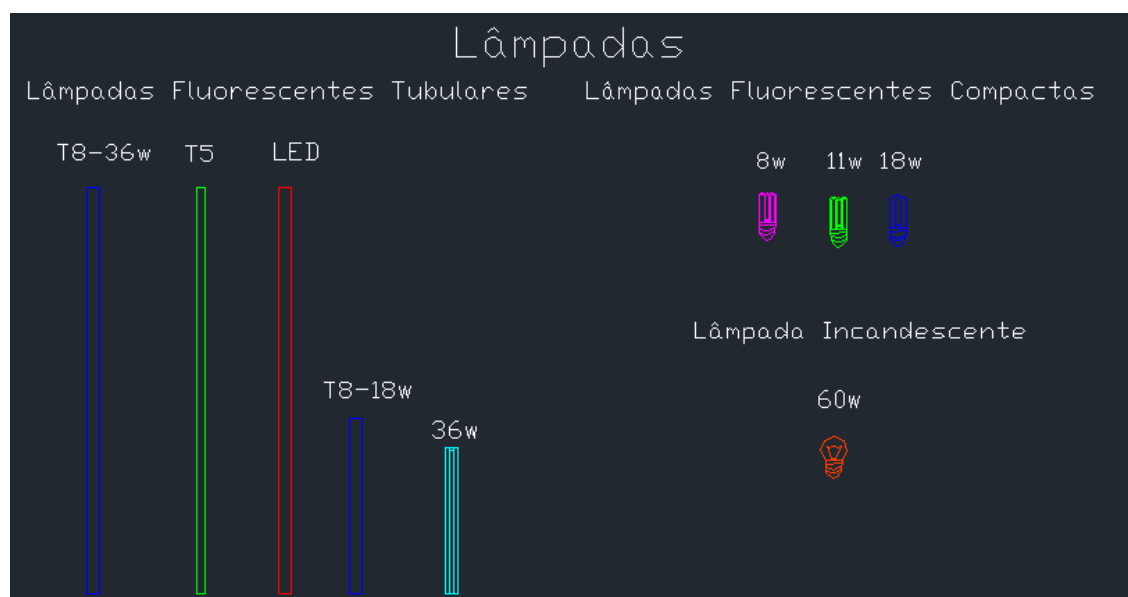 Lâmpadas
Lâmpadas Fluorescentes Tubulares
T8-36w T5 LED
T8-18w
36w
Lâmpadas Fluorescentes Compactas
8w 11w 18w
Lâmpada Incandescente
60w